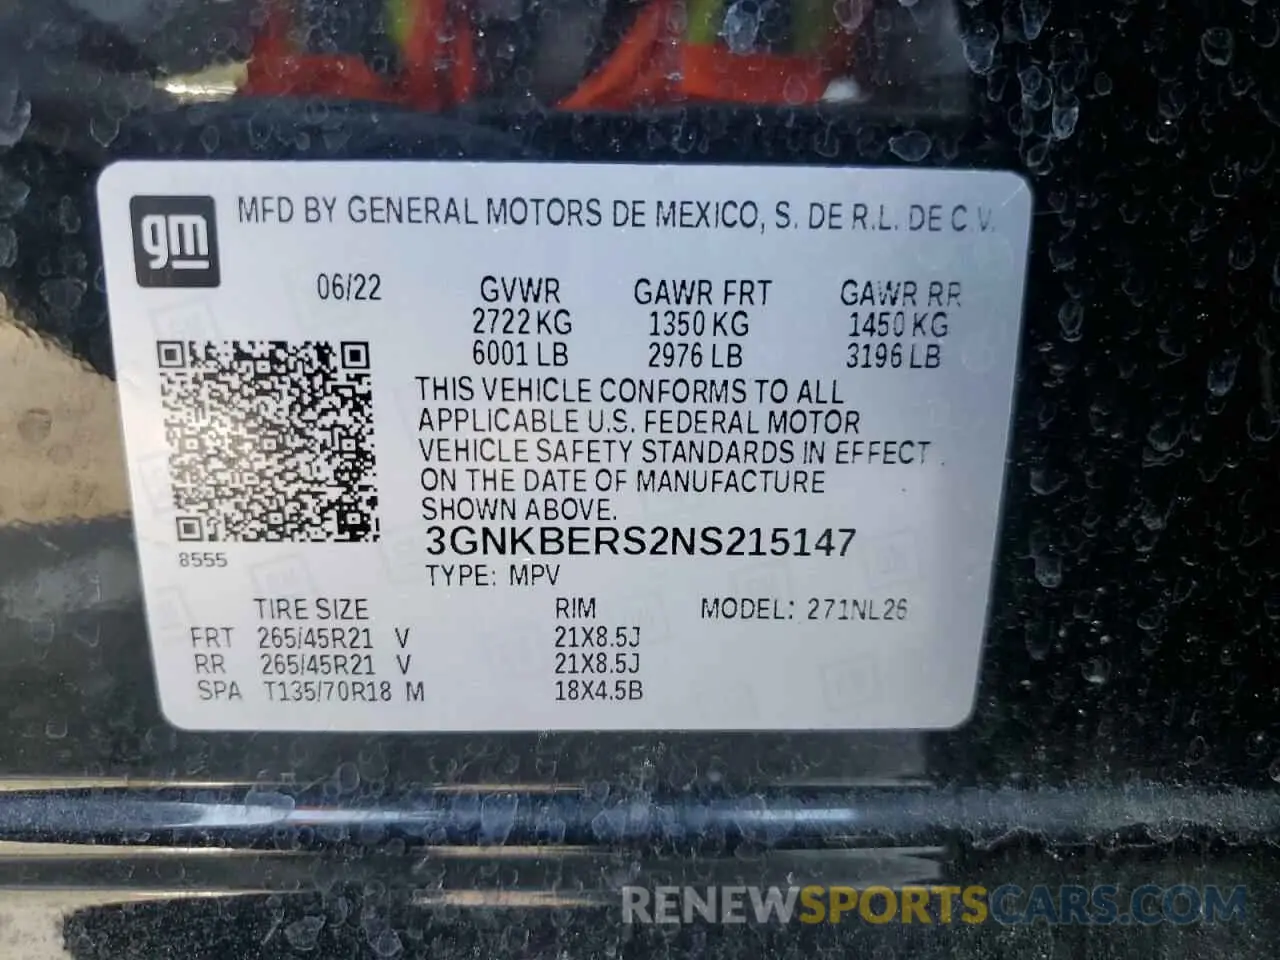 gm
MFD BY GENERAL MOTORS DE MEXICO, S. DE R.L. DE C.V.
06/22 GVWR GAWR FRT GAWR RR
2722 KG 1350 KG 1450 KG
6001 LB 2976 LB 3196 LB
THIS VEHICLE CONFORMS TO ALL
APPLICABLE U.S. FEDERAL MOTOR
VEHICLE SAFETY STANDARDS IN EFFECT
ON THE DATE OF MANUFACTURE
SHOWN ABOVE.
3GNKBERS2NS215147
8555
TYPE: MPV
TIRE SIZE RIM MODEL: 271NL26
FRT 265/45R21 V 21X8.5J
RR 265/45R21 V 21X8.5J
SPA T135/70R18 M 18X4.5B
RENEWSPORTSCARS.COM